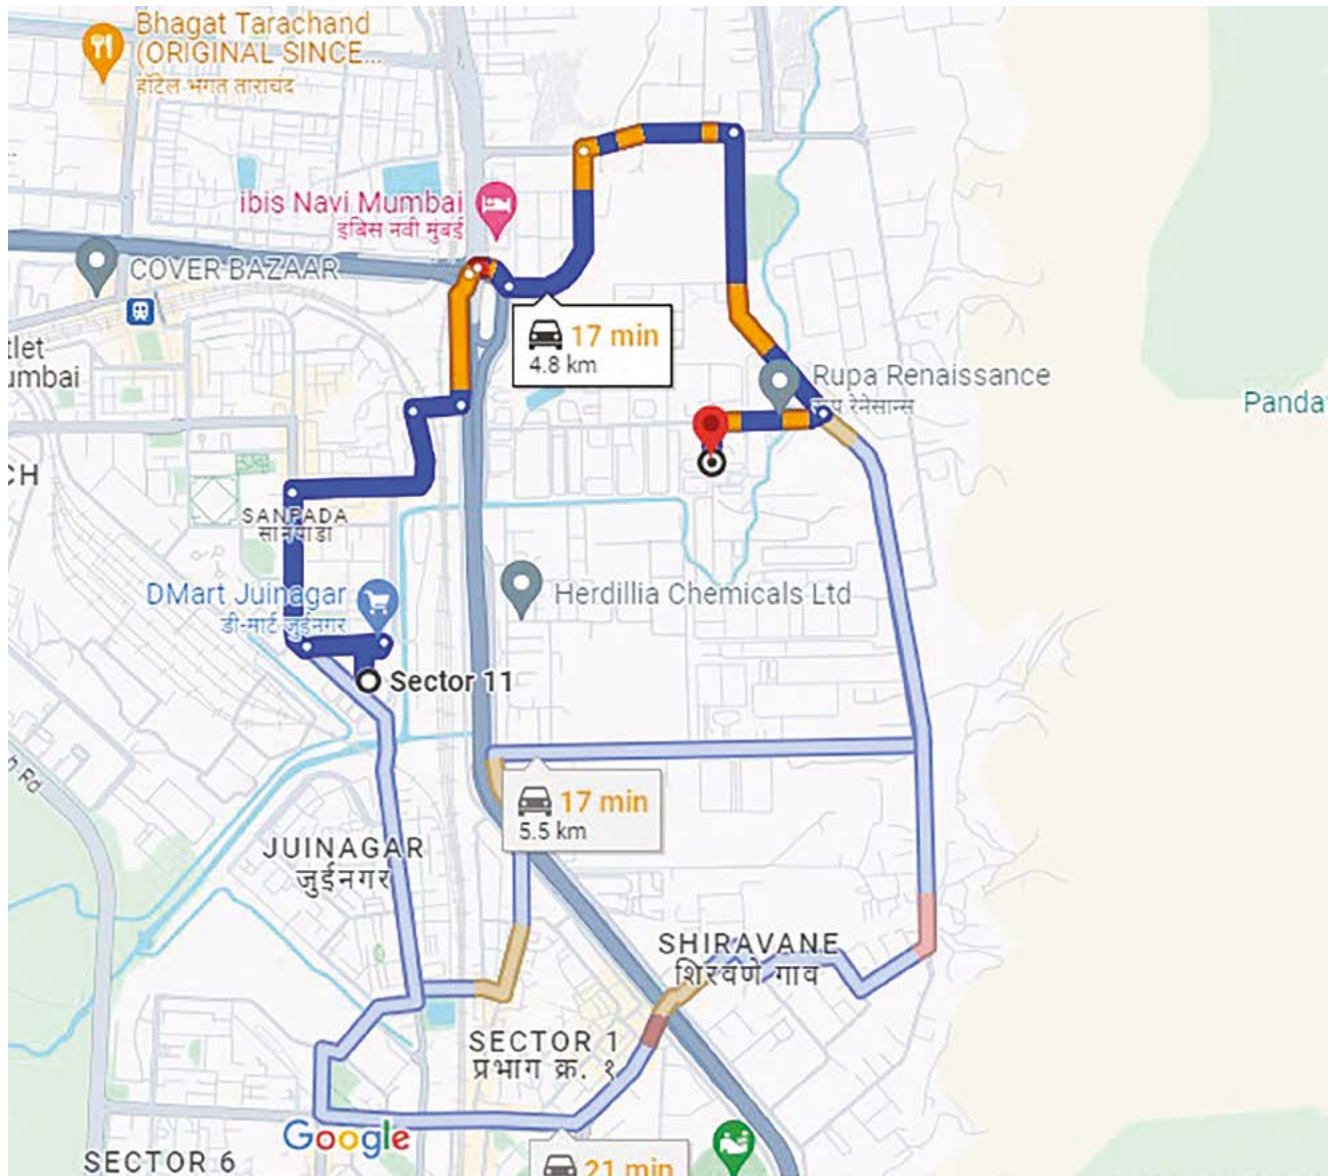 Bhagat Tarachand
(ORIGINAL SINCE...
हॉटेल भगत ताराचंद
ibis Navi Mumbai
इबिस नवी मुंबई
COVER BAZAAR
17 min
4.8 km
tlet
umbai
Rupa Renaissance
रूपा रेनेसान्स
Panda
CH
SANPADA
सानपाडा
DMart Juinagar
डी-मार्ट जुईनगर
Herdillia Chemicals Ltd
Sector 11
h Rd
17 min
5.5 km
JUINAGAR
जुईनगर
SHIRAVANE
शिरवणे गाव
SECTOR 1
प्रभाग क्र. १
Google
21 min
SECTOR 6